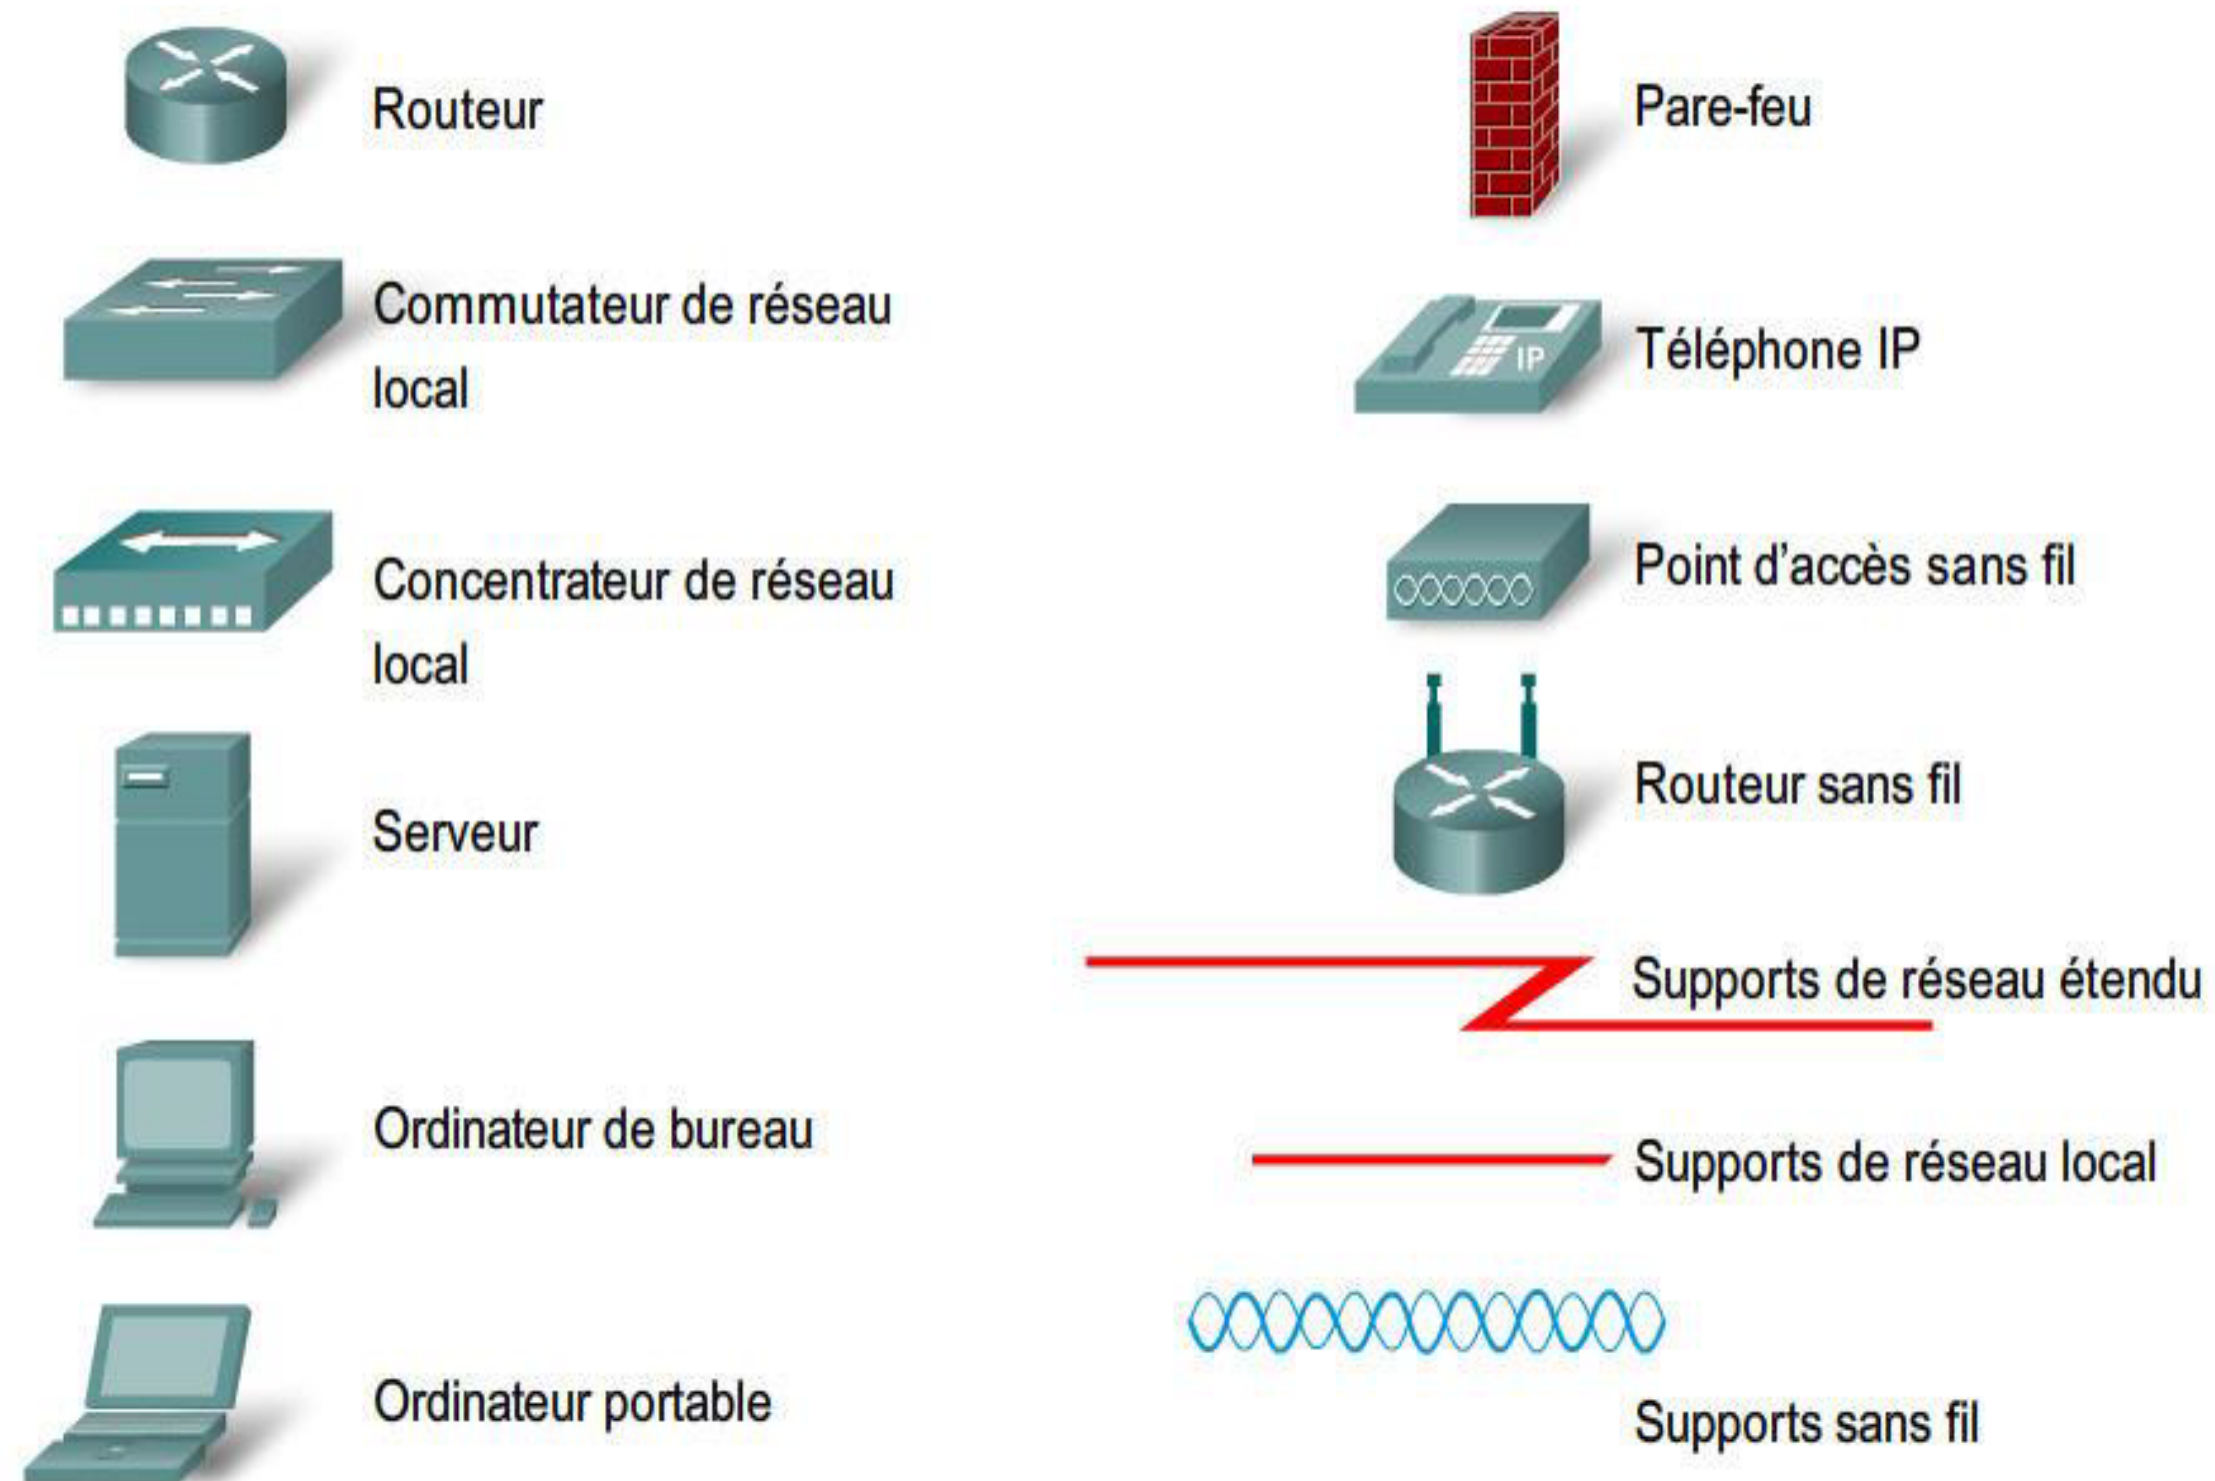 Routeur
Commutateur de réseau
local
Concentrateur de réseau
local
Serveur
Ordinateur de bureau
Ordinateur portable
Pare-feu
IP
Téléphone IP
Point d’accès sans fil
Routeur sans fil
Supports de réseau étendu
Supports de réseau local
Supports sans fil